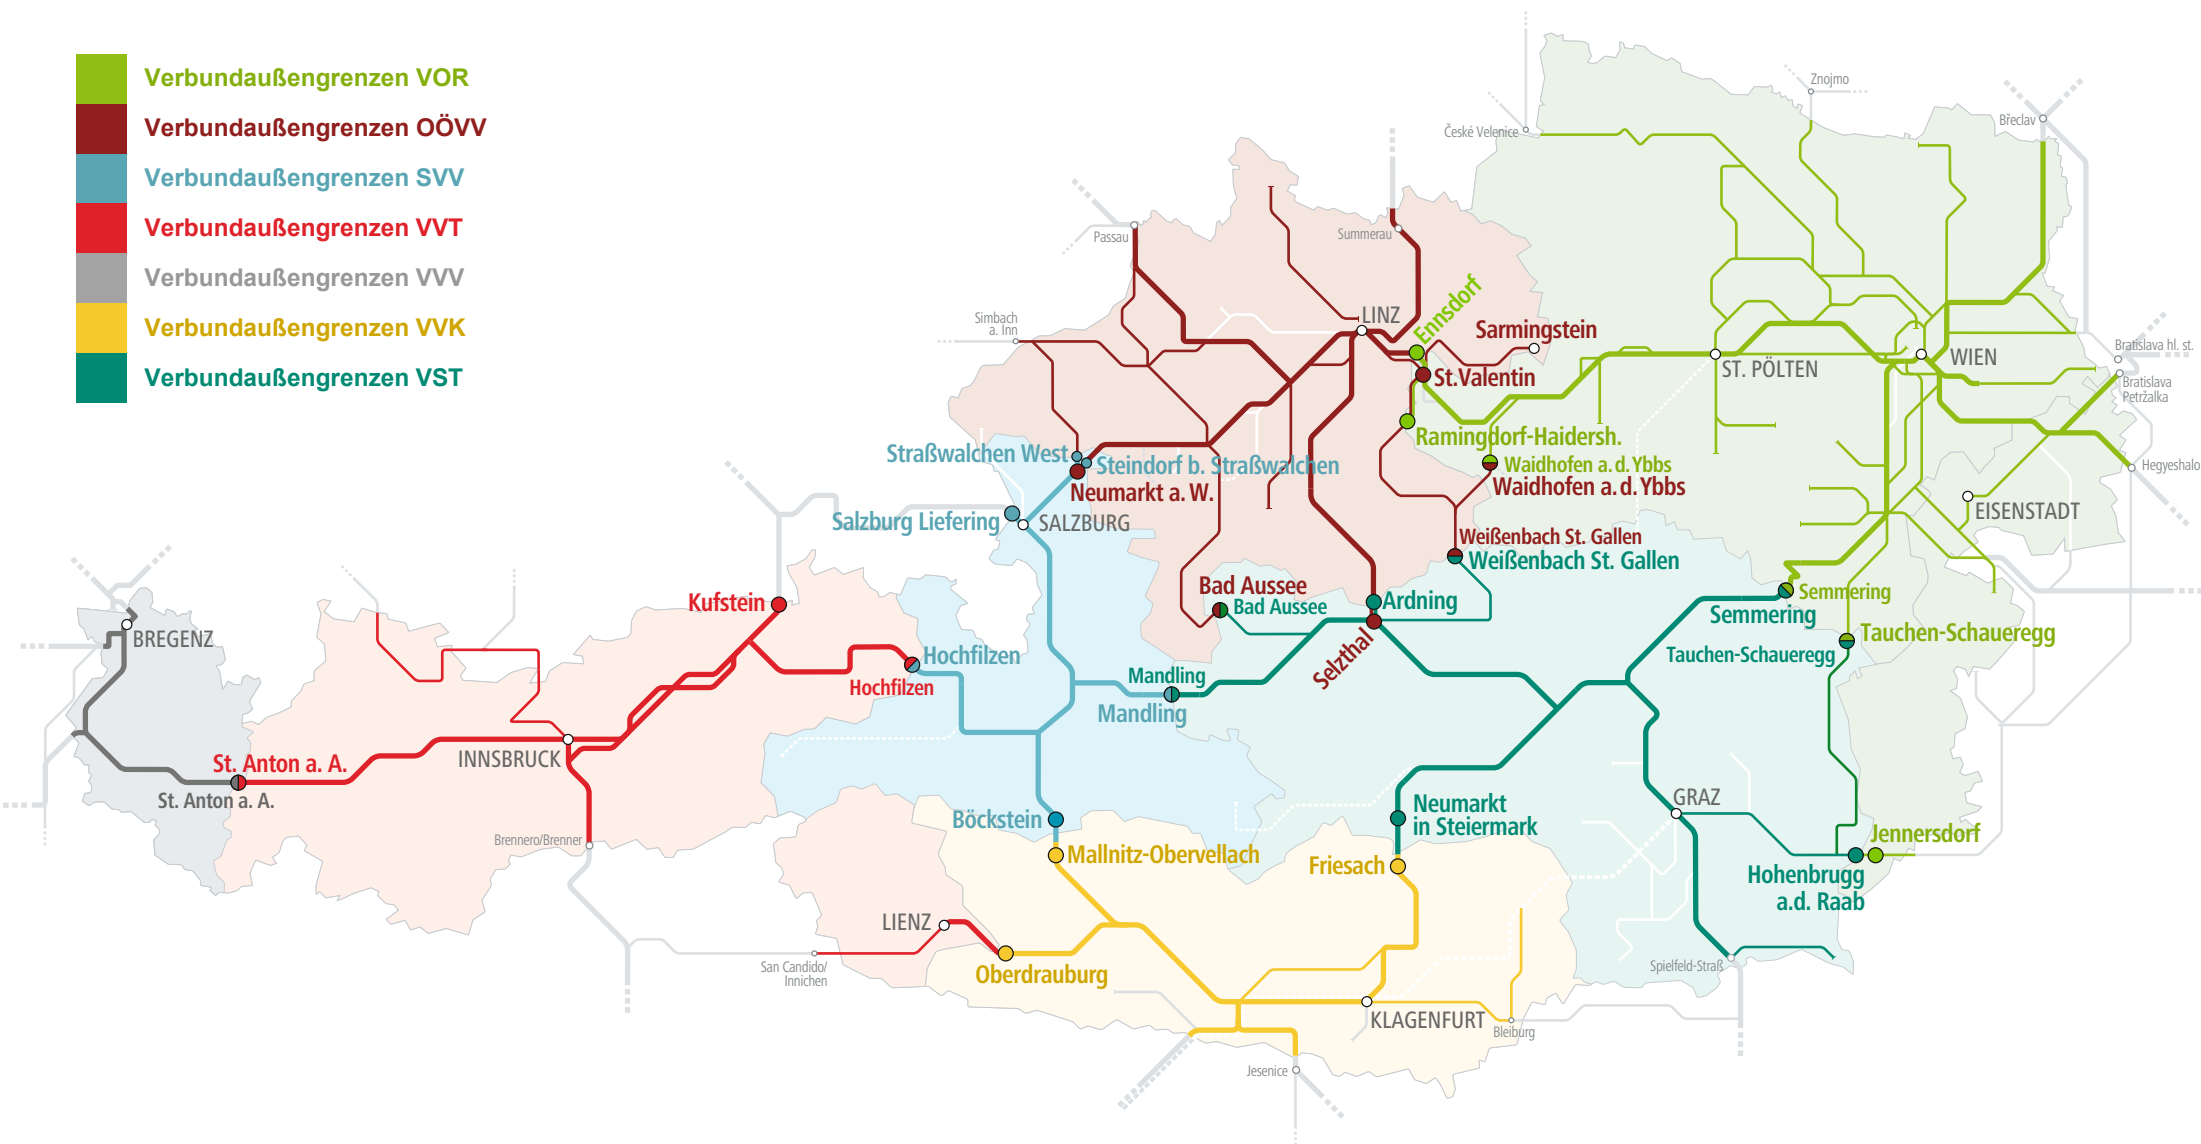 Verbundaußengrenzen VOR
Verbundaußengrenzen OÖVV
Verbundaußengrenzen SVV
Verbundaußengrenzen VVT
Verbundaußengrenzen VVV
Verbundaußengrenzen VVK
Verbundaußengrenzen VST
Znojmo
České Velenice
Břeclav
Passau
Summerau
Simbach
a. Inn
LINZ
Ennsdorf
Sarmingstein
St.Valentin
ST. PÖLTEN
WIEN
Bratislava hl. st.
Bratislava
Petržalka
Ramingdorf-Haidersh.
Straßwalchen West
Steindorf b. Straßwalchen
Neumarkt a. W.
Waidhofen a. d. Ybbs
Waidhofen a. d. Ybbs
Hegyeshalo
Salzburg Liefering
SALZBURG
EISENSTADT
Weißenbach St. Gallen
Weißenbach St. Gallen
Bad Aussee
Bad Aussee
Ardning
Selzthal
Semmering
Semmering
Kufstein
BREGENZ
Tauchen-Schaueregg
Tauchen-Schaueregg
Hochfilzen
Hochfilzen
Mandling
Mandling
St. Anton a. A.
St. Anton a. A.
INNSBRUCK
Brennero/Brenner
Böckstein
Mallnitz-Obervellach
Neumarkt
in Steiermark
Friesach
GRAZ
Jennersdorf
Hohenbrugg
a.d. Raab
LIENZ
San Candido/
Innichen
Oberdrauburg
Spielfeld-Straß
KLAGENFURT
Bleiburg
Jesenice